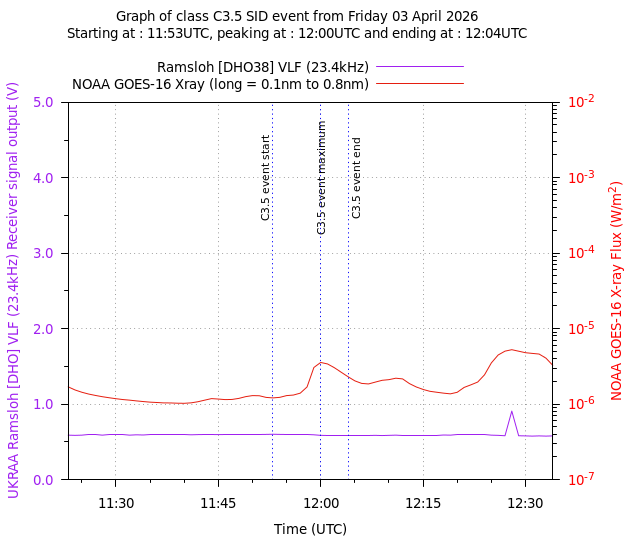 Graph of class C3.5 SID event from Friday 03 April 2026
Starting at : 11:53UTC, peaking at : 12:00UTC and ending at : 12:04UTC
Ramsloh [DHO38] VLF (23.4kHz)
NOAA GOES-16 Xray (long = 0.1nm to 0.8nm)
UKRAA Ramsloh [DHO] VLF (23.4kHz) Receiver signal output (V)
5.0
4.0
3.0
2.0
1.0
0.0
C3.5 event start
C3.5 event maximum
C3.5 event end
10-2
10-3
10-4
10-5
10-6
10-7
NOAA GOES-16 X-ray Flux (W/m2)
11:30 11:45 12:00 12:15 12:30
Time (UTC)